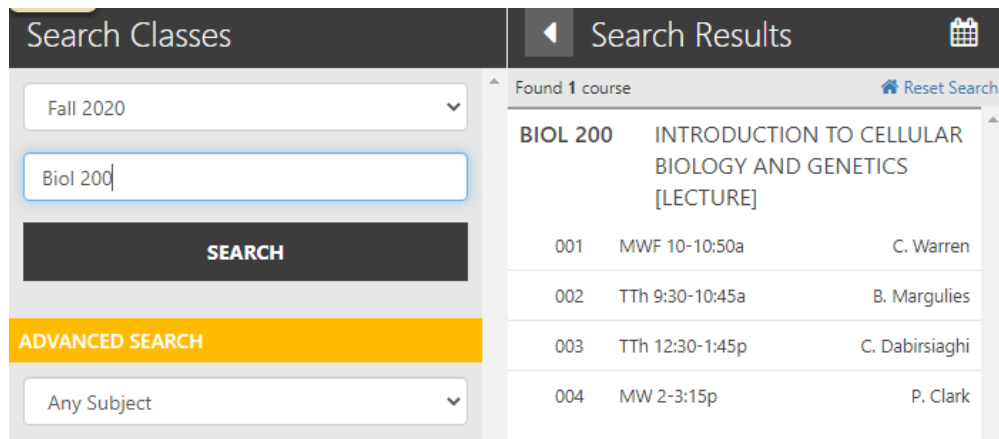 Search Classes
Fall 2020
Biol 200
SEARCH
ADVANCED SEARCH
Any Subject
Search Results
Found 1 course
Reset Search
BIOL 200 INTRODUCTION TO CELLULAR
BIOLOGY AND GENETICS
[LECTURE]
001 MWF 10-10:50a C. Warren
002 TTh 9:30-10:45a B. Margulies
003 TTh 12:30-1:45p C. Dabirsiaghi
004 MW 2-3:15p P. Clark